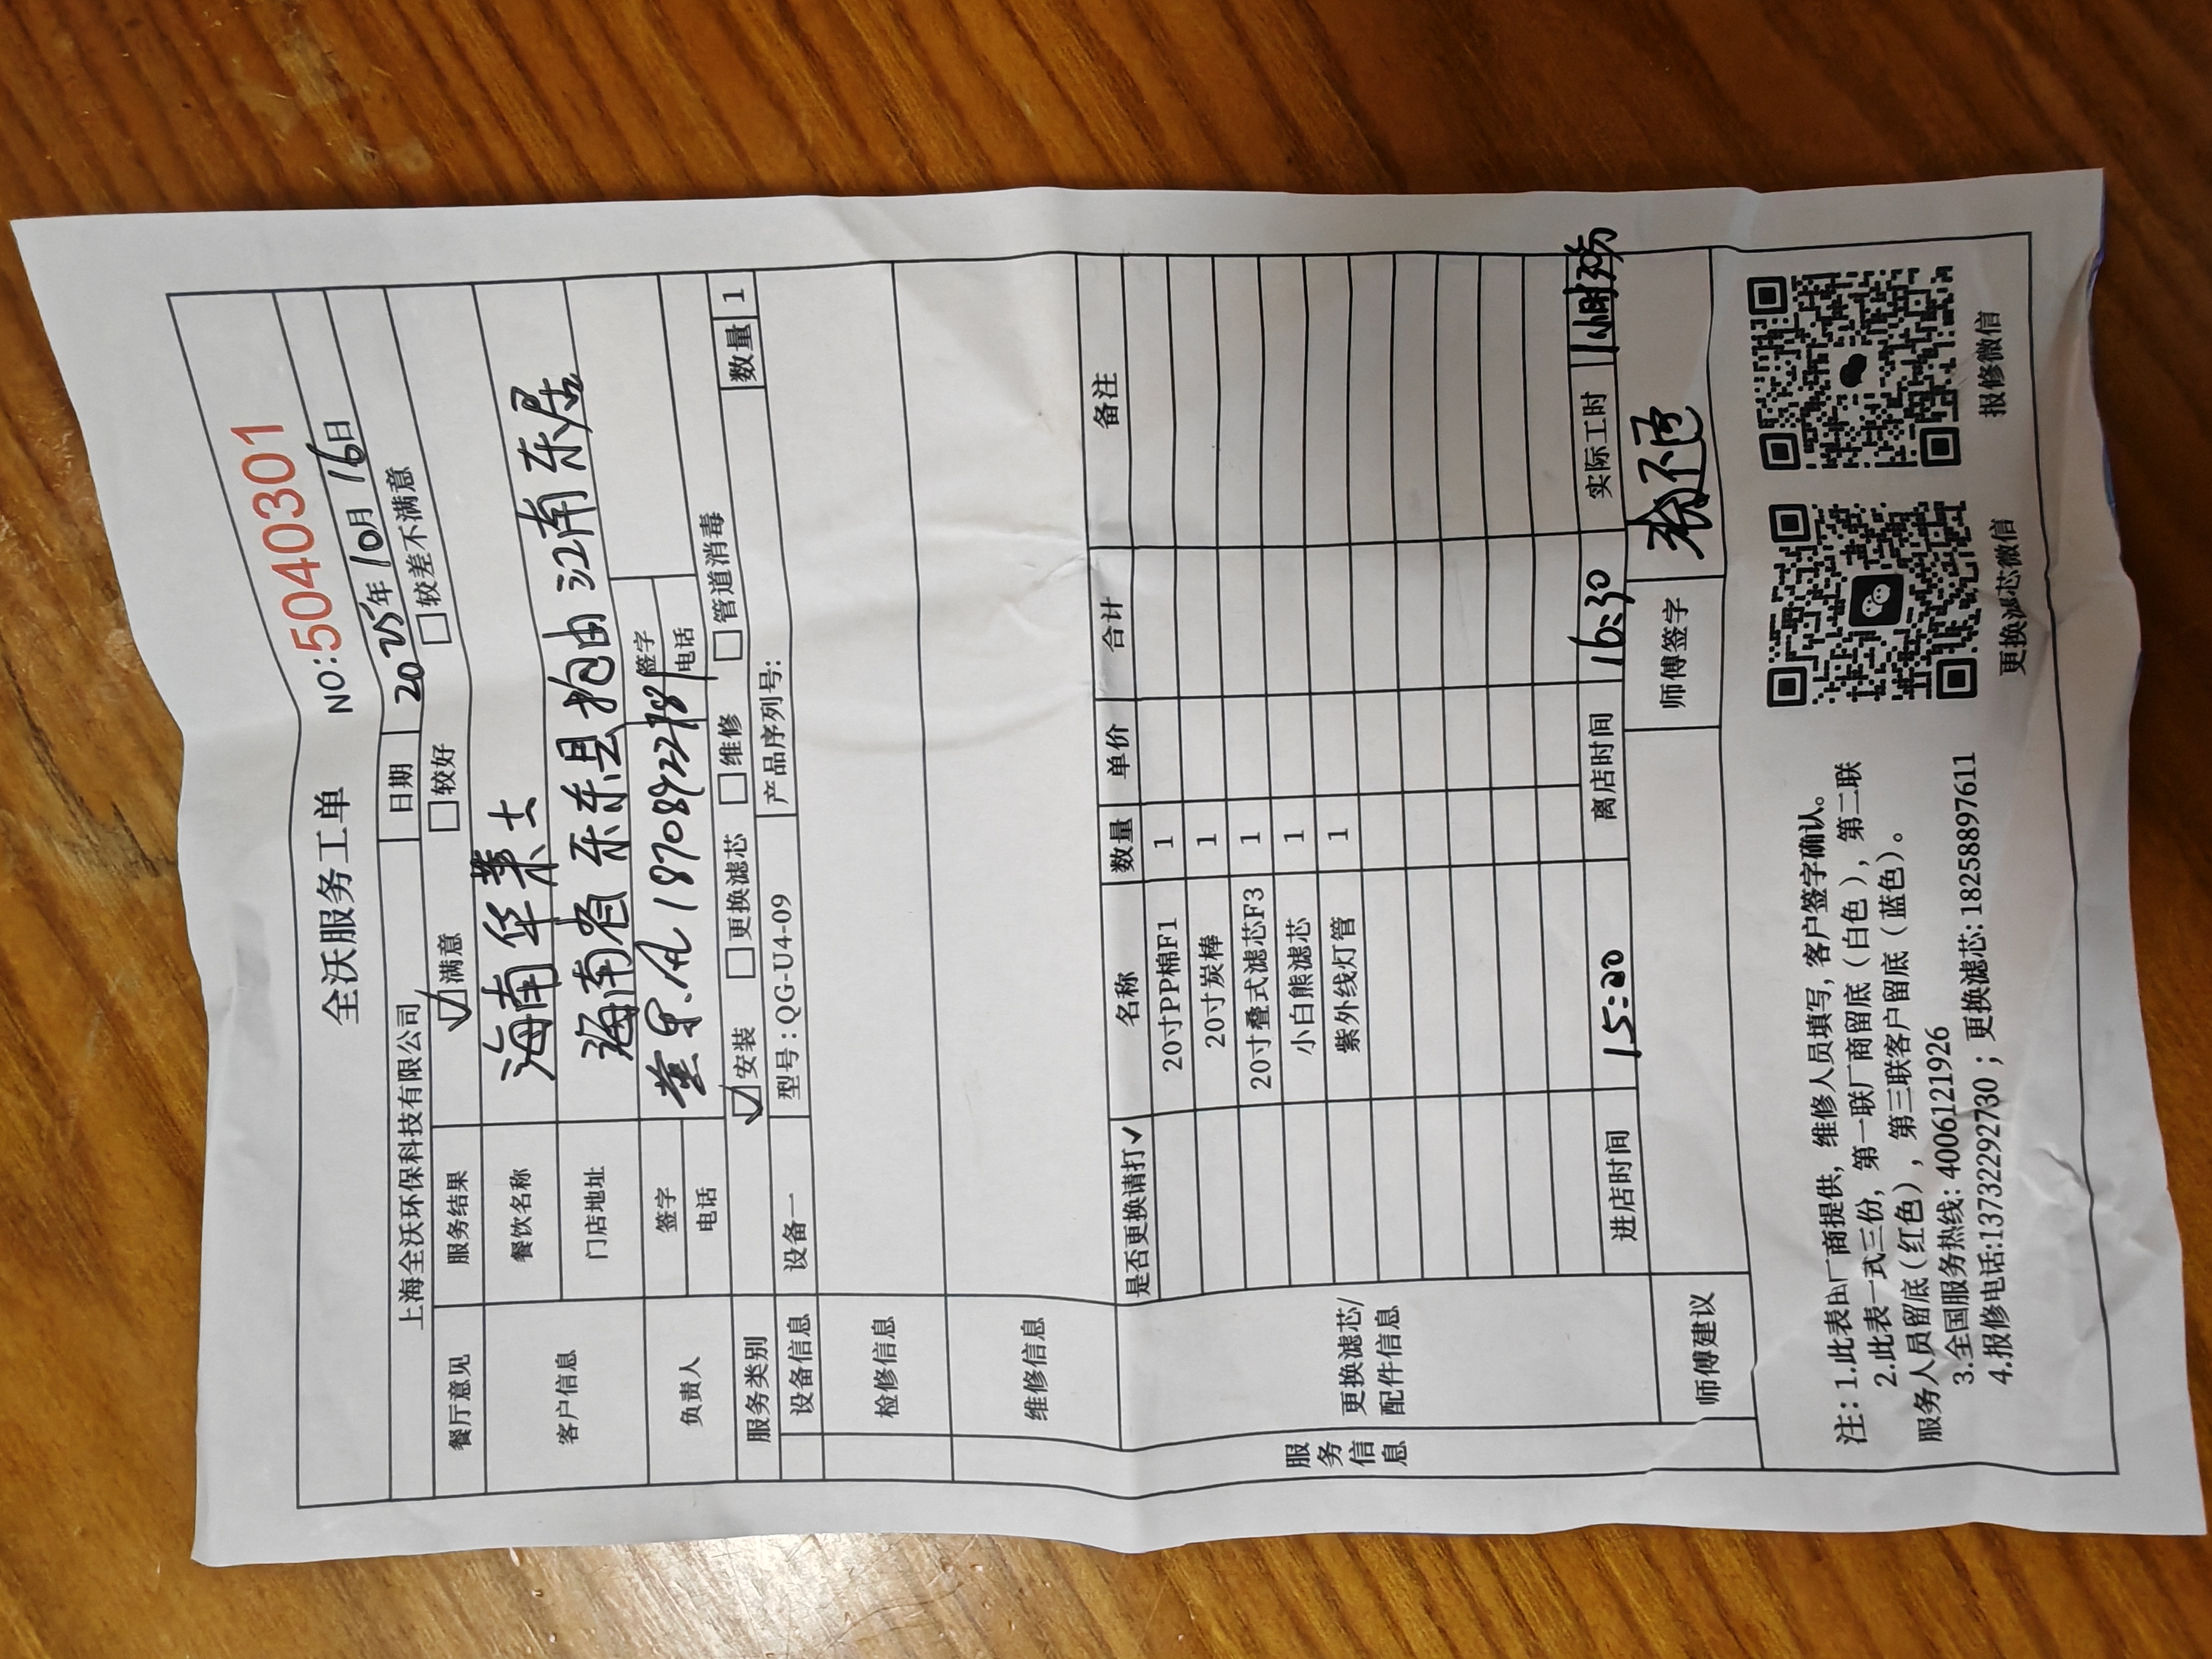 全沃服务工单 NO:5040301
上海全沃环保科技有限公司 日期 2025年10月16日
餐厅意见 服务结果 ☑满意 □较好 □较差不满意
客户信息 餐饮名称 海南华莱士
门店地址 海南省乐东县抱由江南乐居
负责人 签字 签字
电话 电话
服务类别 ☑安装 □更换滤芯 □维修 □管道消毒
设备信息 设备一 型号:QG-U4-09 产品序列号: 数量 1
检修信息
维修信息
服务信息
更换滤芯/配件信息
是否更换请打✓ 名称 数量 单价 合计 备注
20寸PP棉F1 1
20寸炭棒 1
20寸叠式滤芯F3 1
小白熊滤芯 1
紫外线灯管 1
进店时间 15:00 离店时间 16:30 实际工时 1小时30分
师傅建议 师傅签字
注:1.此表由厂商提供,维修人员填写,客户签字确认。
2.此表一式三份,第一联厂商留底(白色),第二联
服务人员留底(红色),第三联客户留底(蓝色)。
3.全国服务热线:4006121926
4.报修电话:13732292730;更换滤芯:18258897611
更换滤芯微信 报修微信